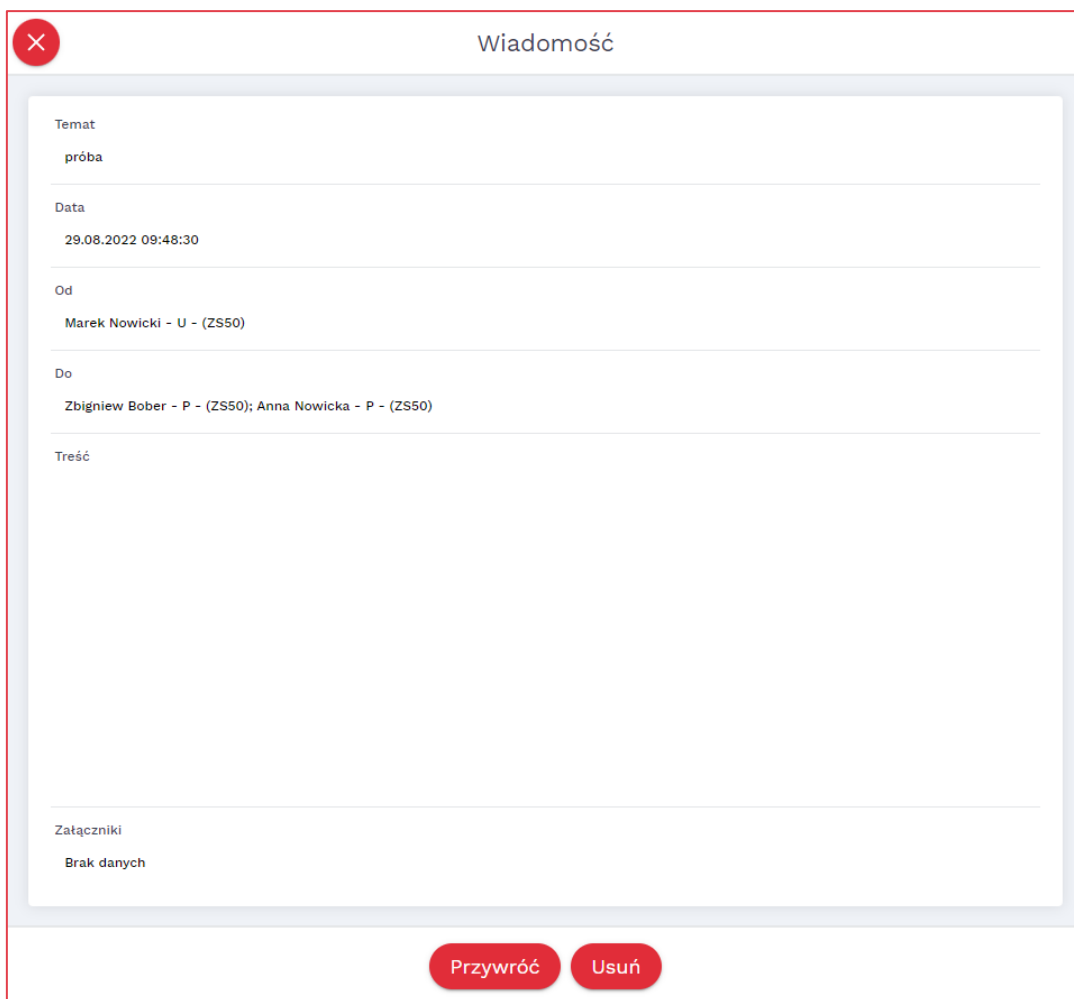 Wiadomość
Temat
próba
Data
29.08.2022 09:48:30
Od
Marek Nowicki - U - (ZS50)
Do
Zbigniew Bober - P - (ZS50); Anna Nowicka - P - (ZS50)
Treść
Załączniki
Brak danych
Przywróć Usuń